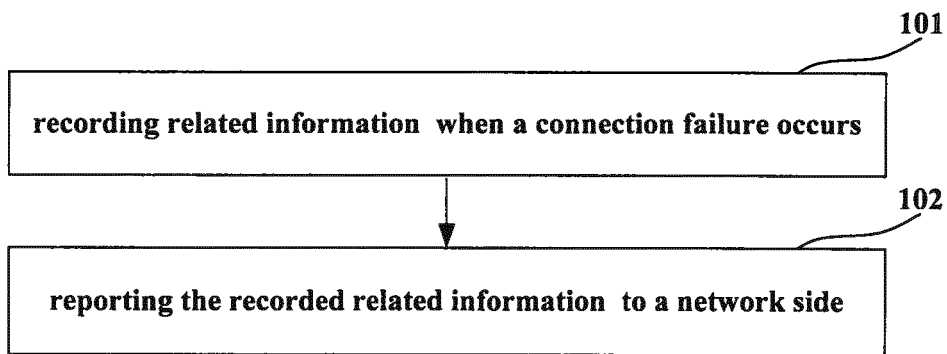 101
recording related information when a connection failure occurs
102
reporting the recorded related information to a network side